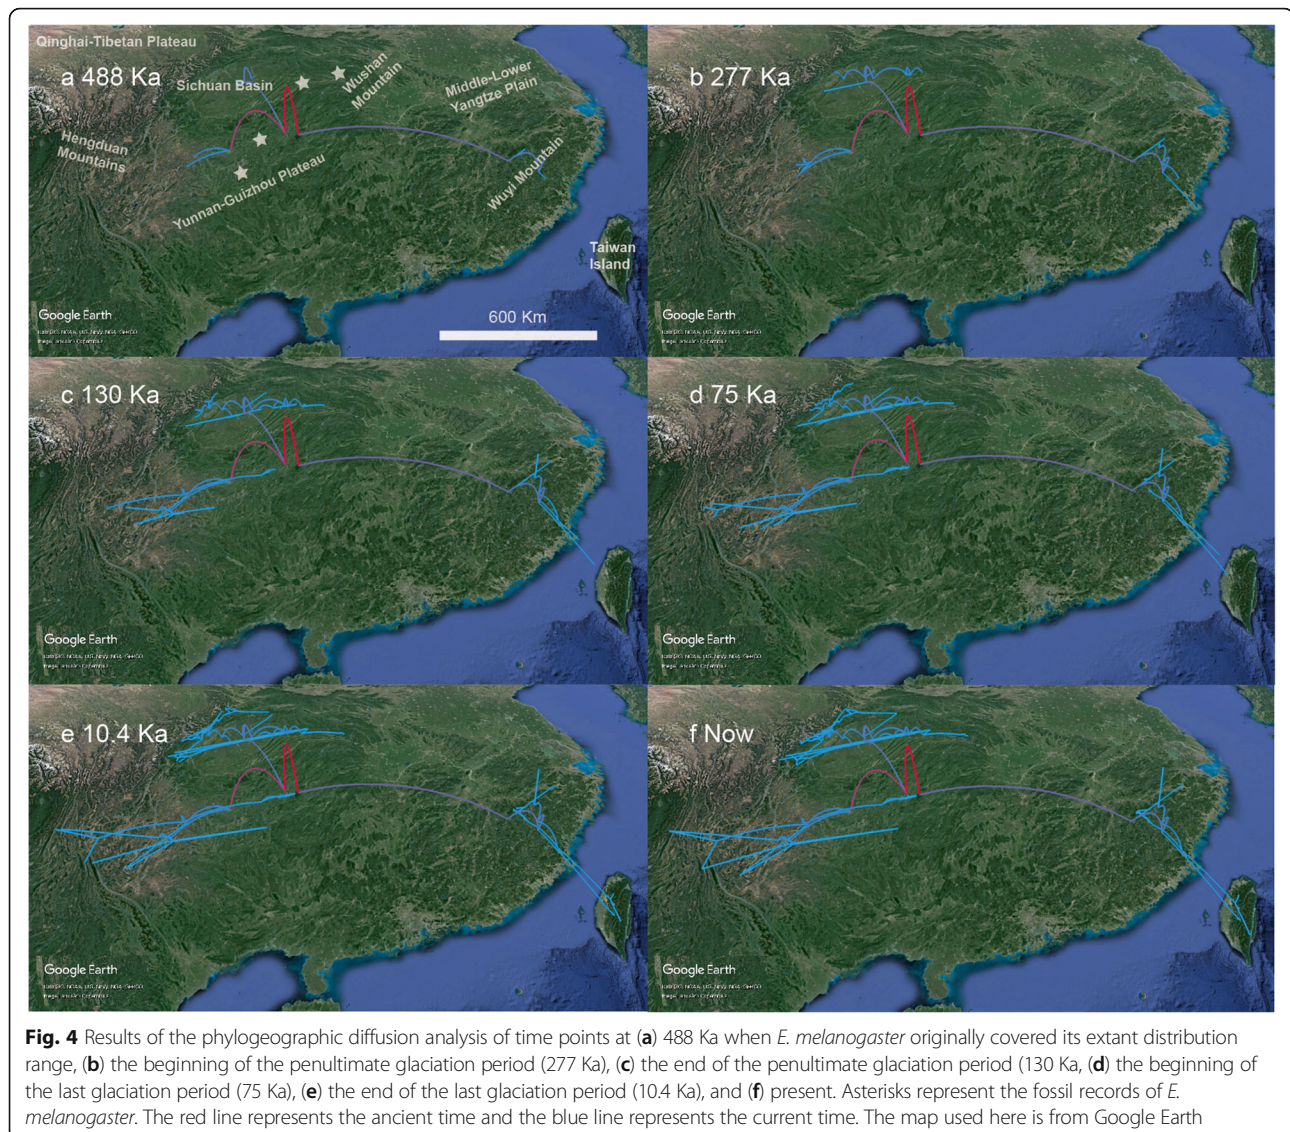 Qinghai-Tibetan Plateau
a 488 Ka
Sichuan Basin
Wushan
Mountain
Middle-Lower
Yangtze Plain
Hengduan
Mountains
Yunnan-Guizhou Plateau
Wuyi Mountain
Taiwan
Island
Google Earth
600 Km
b 277 Ka
Google Earth
c 130 Ka
Google Earth
d 75 Ka
Google Earth
e 10.4 Ka
Google Earth
f Now
Google Earth
Fig. 4 Results of the phylogeographic diffusion analysis of time points at (a) 488 Ka when E. melanogaster originally covered its extant distribution
range, (b) the beginning of the penultimate glaciation period (277 Ka), (c) the end of the penultimate glaciation period (130 Ka, (d) the beginning of
the last glaciation period (75 Ka), (e) the end of the last glaciation period (10.4 Ka), and (f) present. Asterisks represent the fossil records of E.
melanogaster. The red line represents the ancient time and the blue line represents the current time. The map used here is from Google Earth